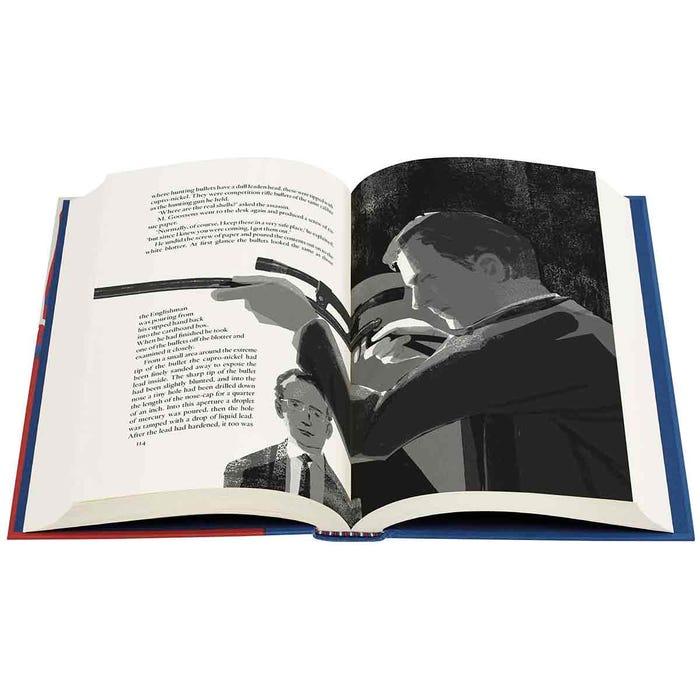 where hunting bullets have a dull leaden head, these were tipped with
cupro-nickel. They were competition rifle bullets of the same calibre
as the hunting gun he held.
'Where are the real shells?' asked the assassin.
M. Goossens went to the desk again and produced a screw of tis-
sue paper.
'Normally, of course, I keep these in a very safe place,' he explained,
'but since I knew you were coming, I got them out.'
He undid the screw of paper and poured the contents out on to the
white blotter. At first glance the bullets looked the same as those
the Englishman
was pouring from
his cupped hand back
into the cardboard box.
When he had finished he took
one of the bullets off the blotter and
examined it closely.
From a small area around the extreme
tip of the bullet the cupro-nickel had
been finely sanded away to expose the
lead inside. The sharp tip of the bullet
had been slightly blunted, and into the
nose a tiny hole had been drilled down
the length of the nose-cap for a quarter
of an inch. Into this aperture a droplet
of mercury was poured, then the hole
was tamped with a drop of liquid lead.
After the lead had hardened, it too was
114